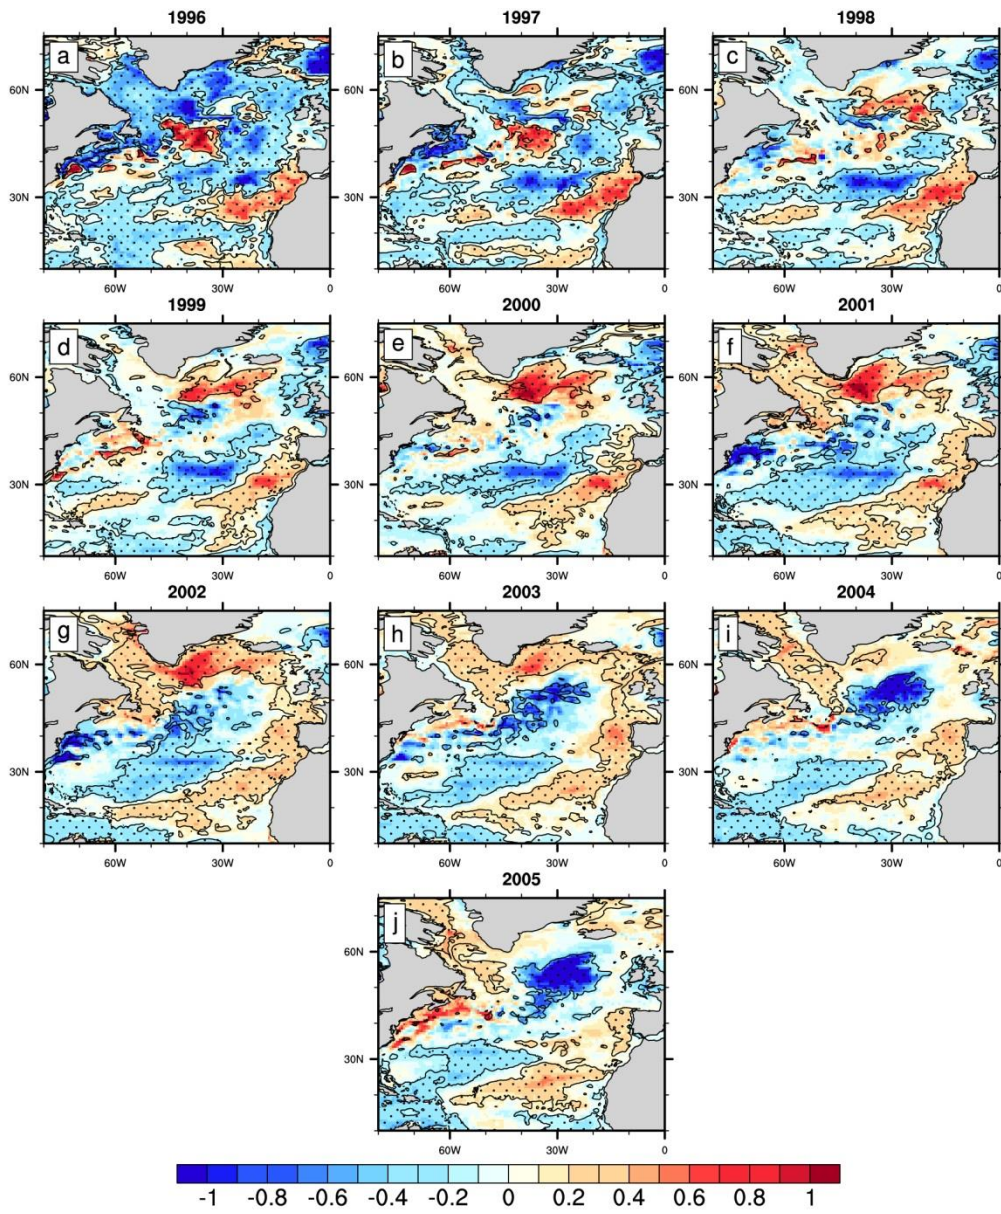 1996 1997 1998
a b c
60N 60N 60N
30N 30N 30N
60W 30W 0 60W 30W 0 60W 30W 0
1999 2000 2001
d e f
60N 60N 60N
30N 30N 30N
60W 30W 0 60W 30W 0 60W 30W 0
2002 2003 2004
g h i
60N 60N 60N
30N 30N 30N
60W 30W 0 60W 30W 0 60W 30W 0
2005
j
60N
30N
60W 30W 0
-1 -0.8 -0.6 -0.4 -0.2 0 0.2 0.4 0.6 0.8 1